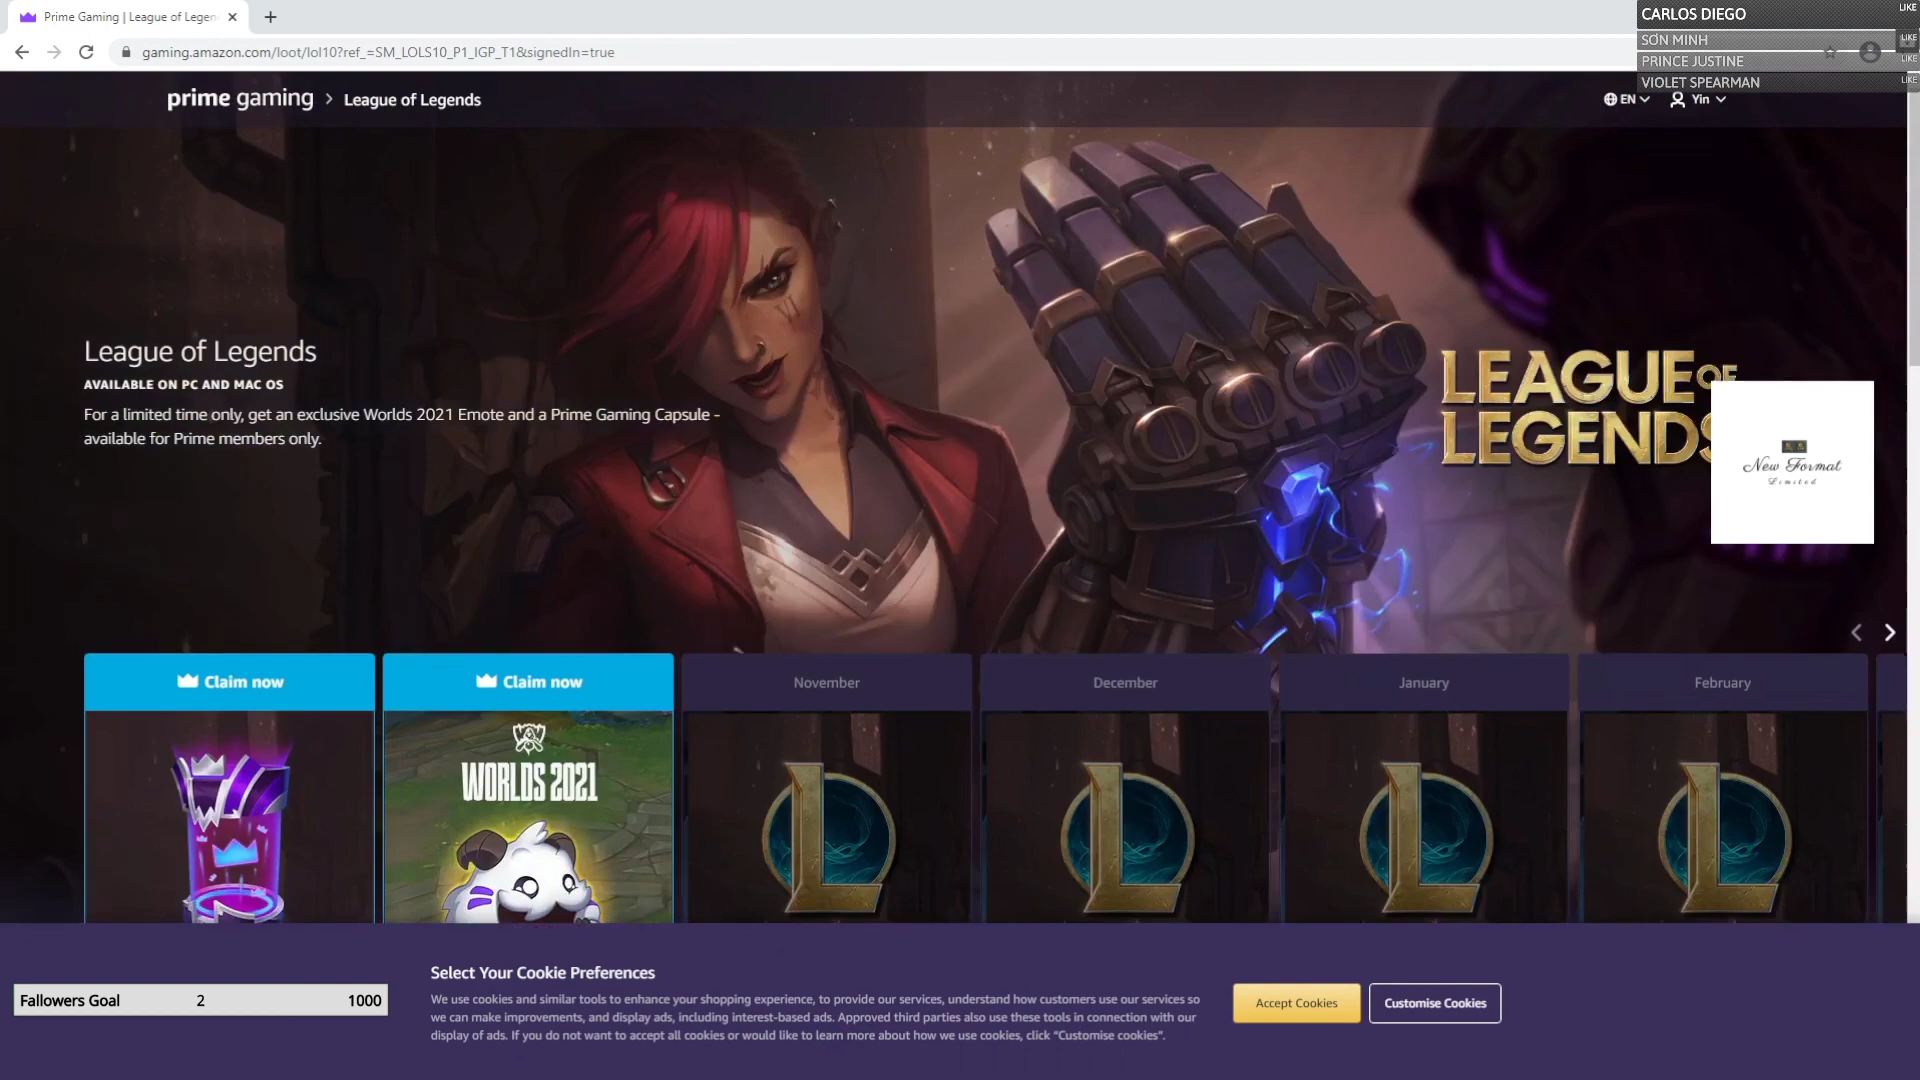 Prime Gaming | League of Legen
gaming.amazon.com/loot/lol10?ref_=SM_LOLS10_P1_IGP_T1&signedIn=true
CARLOS DIEGO
LIKE
SƠN MINH
LIKE
PRINCE JUSTINE
LIKE
VIOLET SPEARMAN
LIKE
prime gaming
League of Legends
EN
Yin
League of Legends
AVAILABLE ON PC AND MAC OS
For a limited time only, get an exclusive Worlds 2021 Emote and a Prime Gaming Capsule -
available for Prime members only.
LEAGUE OF
LEGENDS
New Format
Limited
Claim now
Claim now
November
December
January
February
WORLDS 2021
Select Your Cookie Preferences
We use cookies and similar tools to enhance your shopping experience, to provide our services, understand how customers use our services so
we can make improvements, and display ads, including interest-based ads. Approved third parties also use these tools in connection with our
display of ads. If you do not want to accept all cookies or would like to learn more about how we use cookies, click “Customise cookies”.
Accept Cookies
Customise Cookies
Fallowers Goal 2 1000